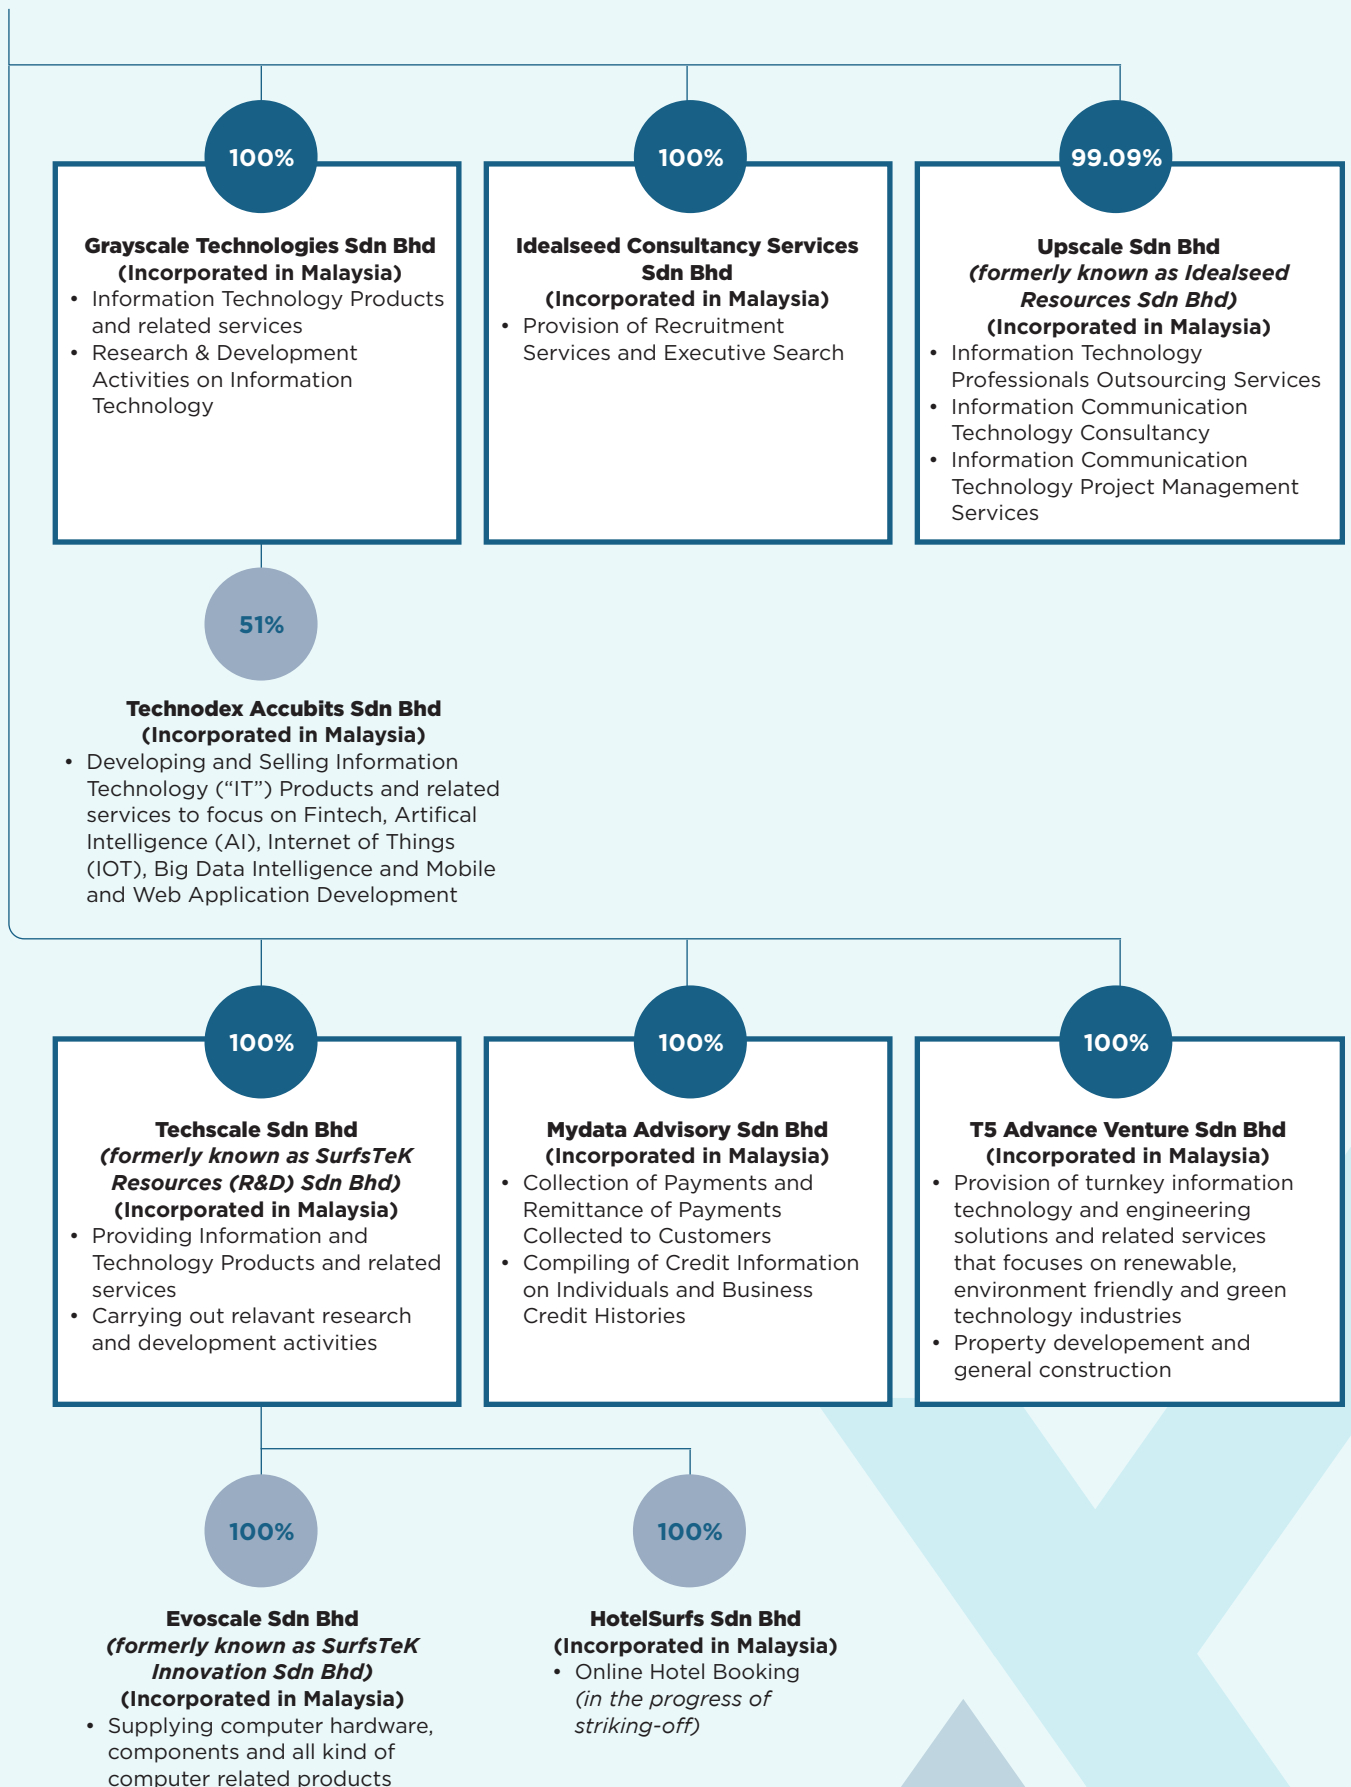 100%
Grayscale Technologies Sdn Bhd
(Incorporated in Malaysia)
• Information Technology Products
and related services
• Research & Development
Activities on Information
Technology
100%
Idealseed Consultancy Services
Sdn Bhd
(Incorporated in Malaysia)
• Provision of Recruitment
Services and Executive Search
99.09%
Upscale Sdn Bhd
(formerly known as Idealseed
Resources Sdn Bhd)
(Incorporated in Malaysia)
• Information Technology
Professionals Outsourcing Services
• Information Communication
Technology Consultancy
• Information Communication
Technology Project Management
Services
51%
Technodex Accubits Sdn Bhd
(Incorporated in Malaysia)
• Developing and Selling Information
Technology (“IT”) Products and related
services to focus on Fintech, Artifical
Intelligence (AI), Internet of Things
(IOT), Big Data Intelligence and Mobile
and Web Application Development
100%
Techscale Sdn Bhd
(formerly known as SurfsTeK
Resources (R&D) Sdn Bhd)
(Incorporated in Malaysia)
• Providing Information and
Technology Products and related
services
• Carrying out relavant research
and development activities
100%
Mydata Advisory Sdn Bhd
(Incorporated in Malaysia)
• Collection of Payments and
Remittance of Payments
Collected to Customers
• Compiling of Credit Information
on Individuals and Business
Credit Histories
100%
T5 Advance Venture Sdn Bhd
(Incorporated in Malaysia)
• Provision of turnkey information
technology and engineering
solutions and related services
that focuses on renewable,
environment friendly and green
technology industries
• Property developement and
general construction
100%
Evoscale Sdn Bhd
(formerly known as SurfsTeK
Innovation Sdn Bhd)
(Incorporated in Malaysia)
• Supplying computer hardware,
components and all kind of
computer related products
100%
HotelSurfs Sdn Bhd
(Incorporated in Malaysia)
• Online Hotel Booking
(in the progress of
striking-off)